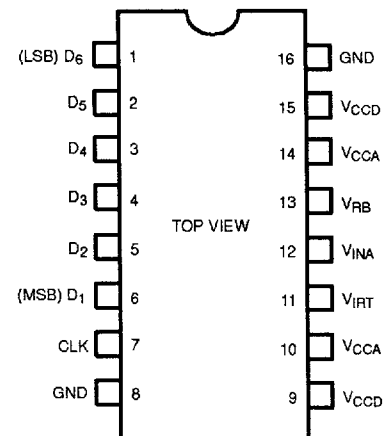 (LSB) D6 1 16 GND
D5 2 15 VCCD
D4 3 14 VCCA
D3 4 13 VRB
TOP VIEW
D2 5 12 VINA
(MSB) D1 6 11 VIRT
CLK 7 10 VCCA
GND 8 9 VCCD